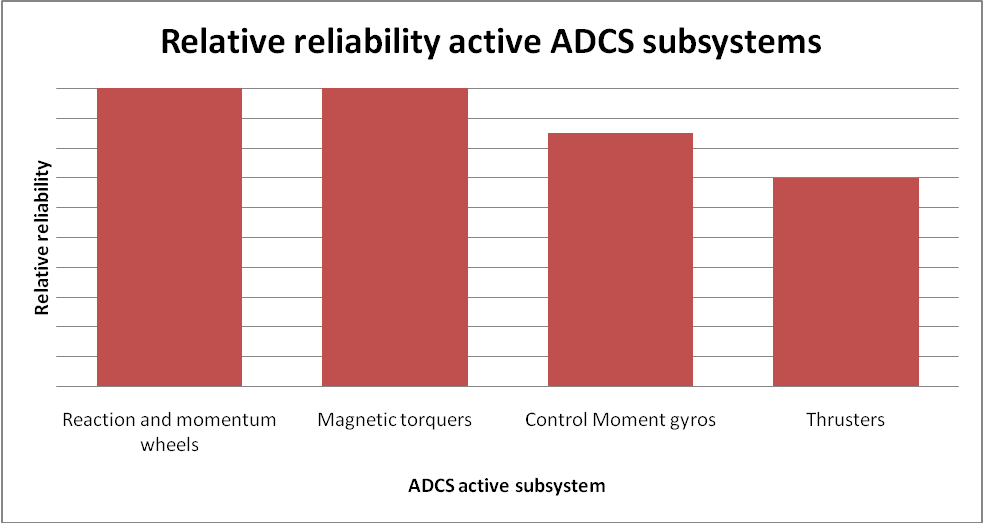 Relative reliability active ADCS subsystems
Relative reliability
Reaction and momentum
wheels
Magnetic torquers
Control Moment gyros
Thrusters
ADCS active subsystem